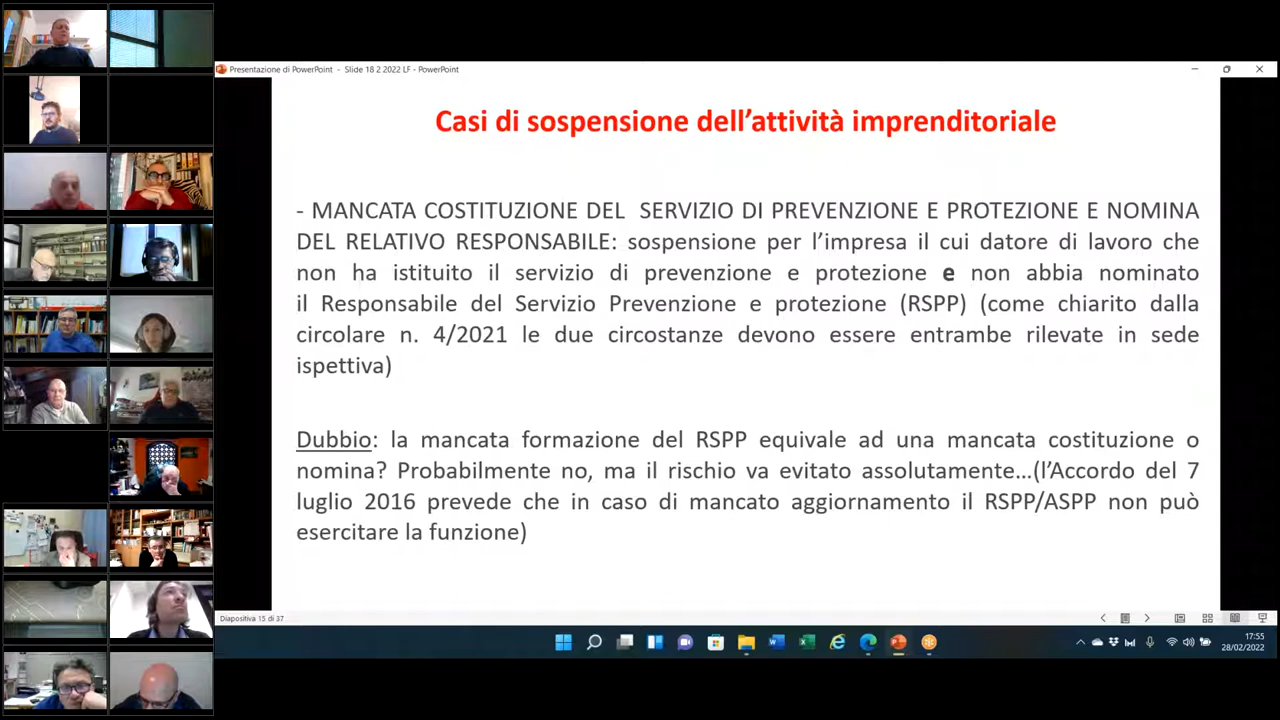 Presentazione di PowerPoint - Slide 18 2 2022 LF - PowerPoint
Casi di sospensione dell’attività imprenditoriale
- MANCATA COSTITUZIONE DEL SERVIZIO DI PREVENZIONE E PROTEZIONE E NOMINA
DEL RELATIVO RESPONSABILE: sospensione per l’impresa il cui datore di lavoro che
non ha istituito il servizio di prevenzione e protezione e non abbia nominato
il Responsabile del Servizio Prevenzione e protezione (RSPP) (come chiarito dalla
circolare n. 4/2021 le due circostanze devono essere entrambe rilevate in sede
ispettiva)
Dubbio: la mancata formazione del RSPP equivale ad una mancata costituzione o
nomina? Probabilmente no, ma il rischio va evitato assolutamente…(l’Accordo del 7
luglio 2016 prevede che in caso di mancato aggiornamento il RSPP/ASPP non può
esercitare la funzione)
Diapositiva 15 di 37
17:55
28/02/2022